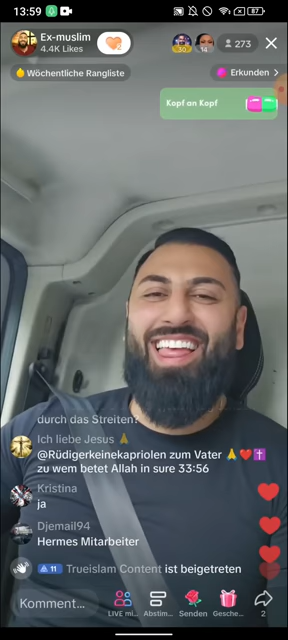 13:59
87
Ex-muslim
4.4K Likes
30
14
273
Wöchentliche Rangliste
Erkunden
Kopf an Kopf
durch das Streiten?
Ich liebe Jesus 🙏
@Rüdigerkeinekapriolen zum Vater 🙏❤️✝️
zu wem betet Allah in sure 33:56
Kristina
ja
Djemail94
Hermes Mitarbeiter
11 Trueislam Content ist beigetreten
Komment...
LIVE mi...
Abstim...
Senden
Gesche...
2